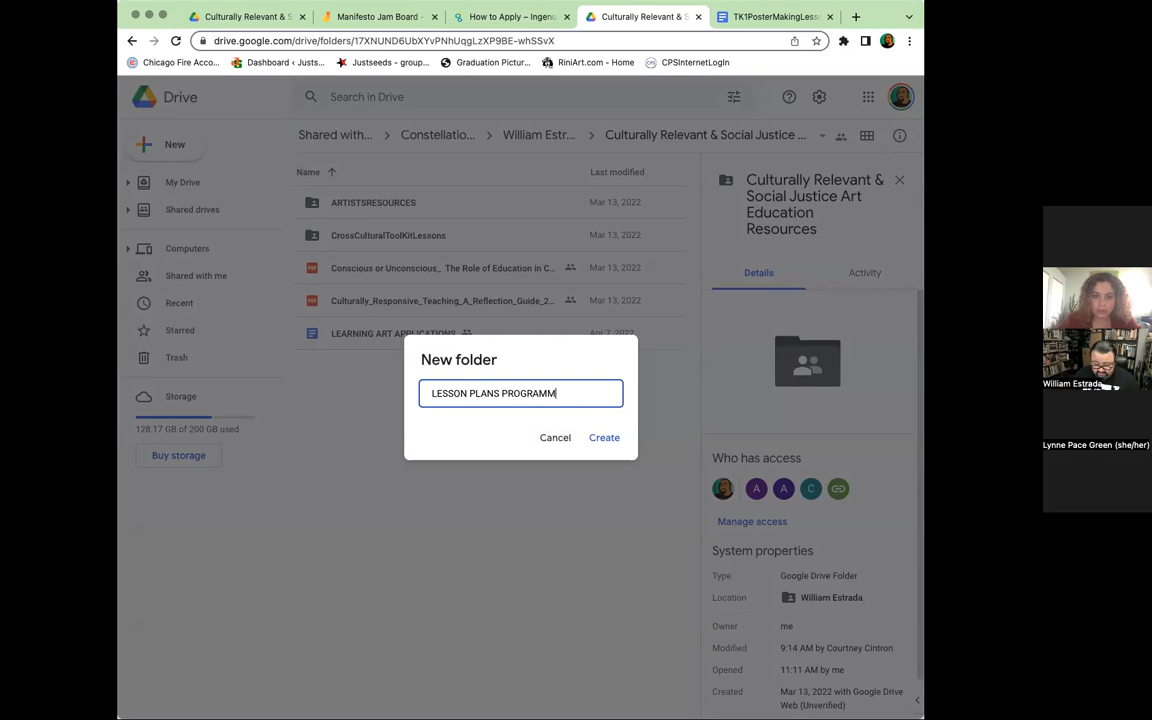 Culturally Relevant & S
Manifesto Jam Board -
How to Apply – Ingenu
Culturally Relevant & S
TK1PosterMakingLess
drive.google.com/drive/folders/17XNUND6UbXYvPNhUqgLzXP9BE-whSSvX
Chicago Fire Acco...
Dashboard ‹ Justs...
Justseeds - group...
Graduation Pictur...
RiniArt.com - Home
CPSInternetLogIn
Drive
Search in Drive
New
Shared with...
Constellatio...
William Estr...
Culturally Relevant & Social Justice ...
My Drive
Shared drives
Computers
Shared with me
Recent
Starred
Trash
Storage
128.17 GB of 200 GB used
Buy storage
Name
Last modified
ARTISTSRESOURCES
Mar 13, 2022
CrossCulturalToolKitLessons
Mar 13, 2022
Conscious or Unconscious_ The Role of Education in C...
Mar 13, 2022
Culturally_Responsive_Teaching_A_Reflection_Guide_2...
Mar 13, 2022
LEARNING ART APPLICATIONS
Apr 7, 2022
New folder
LESSON PLANS PROGRAMM
Cancel
Create
Culturally Relevant &
Social Justice Art
Education
Resources
Details
Activity
Who has access
A
A
C
Manage access
System properties
Type
Google Drive Folder
Location
William Estrada
Owner
me
Modified
9:14 AM by Courtney Cintron
Opened
11:11 AM by me
Created
Mar 13, 2022 with Google Drive
Web (Unverified)
William Estrada
Lynne Pace Green (she/her)